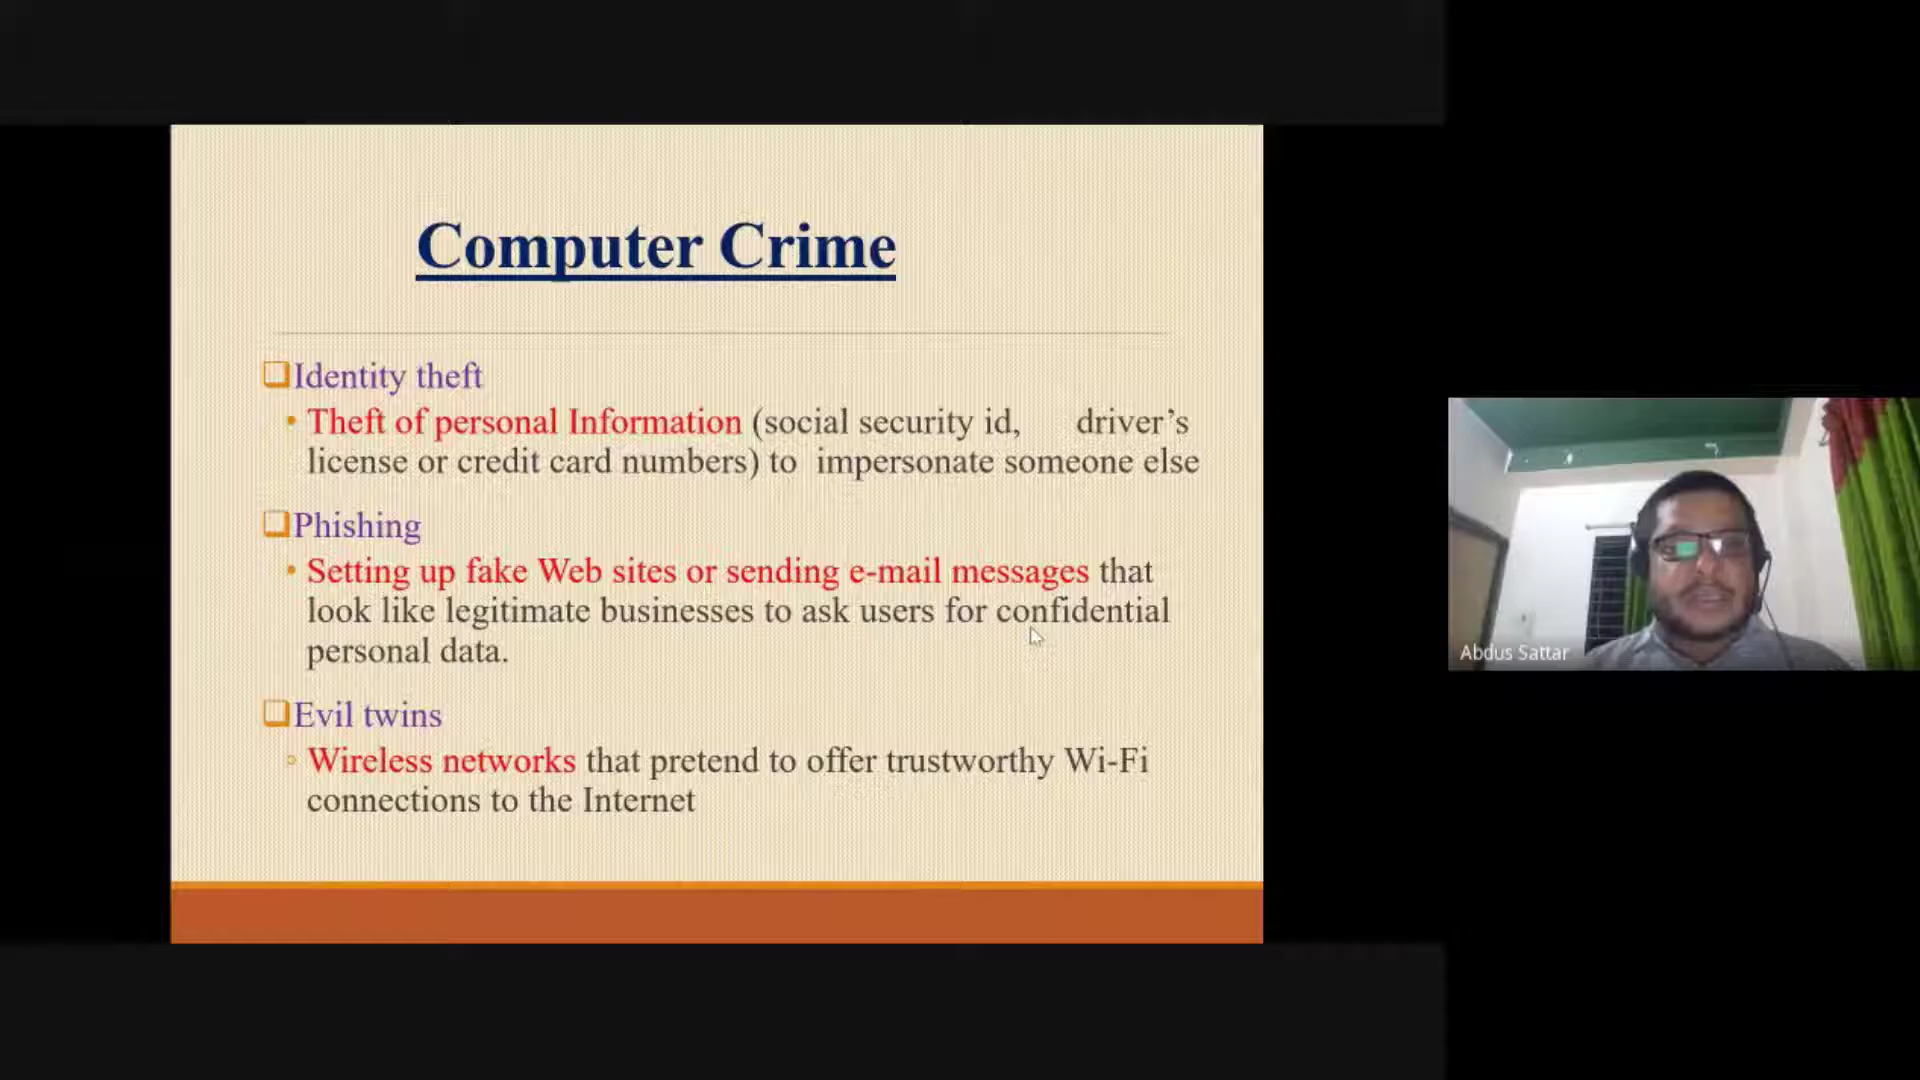 Computer Crime
Identity theft
• Theft of personal Information (social security id, driver’s
license or credit card numbers) to impersonate someone else
Phishing
• Setting up fake Web sites or sending e-mail messages that
look like legitimate businesses to ask users for confidential
personal data.
Evil twins
◦ Wireless networks that pretend to offer trustworthy Wi-Fi
connections to the Internet
Abdus Sattar